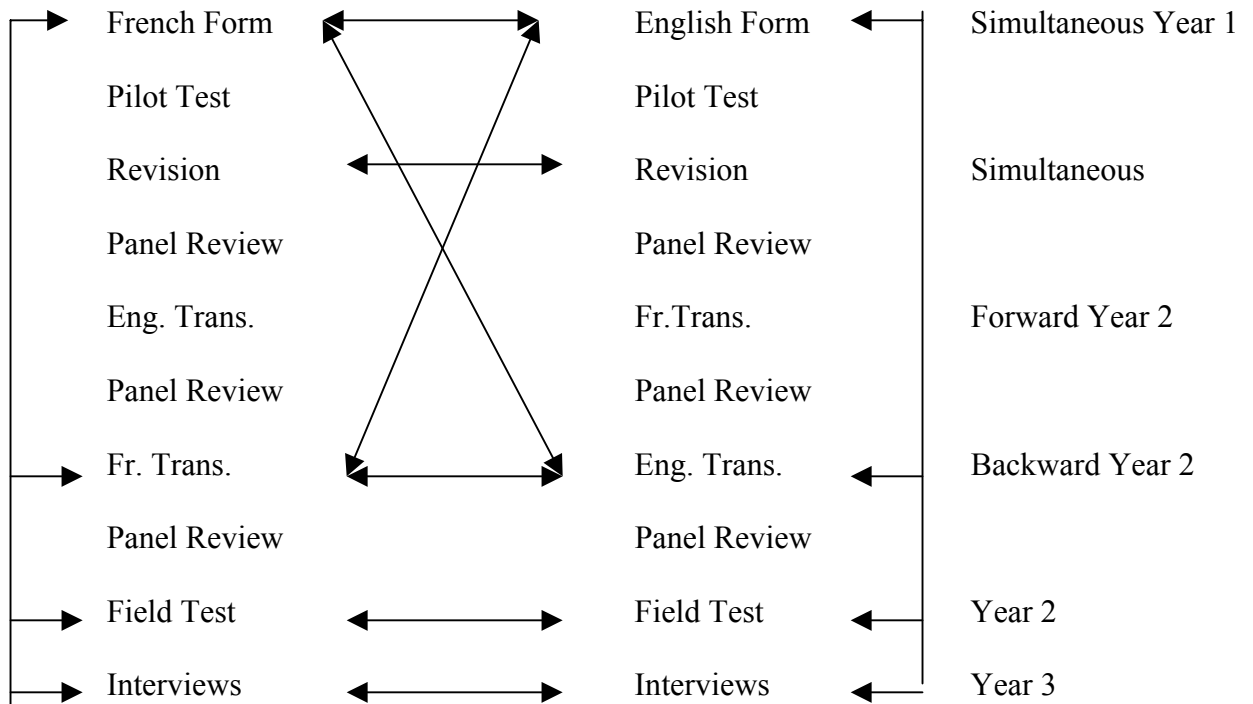 French Form English Form Simultaneous Year 1
Pilot Test Pilot Test
Revision Revision Simultaneous
Panel Review Panel Review
Eng. Trans. Fr.Trans. Forward Year 2
Panel Review Panel Review
Fr. Trans. Eng. Trans. Backward Year 2
Panel Review Panel Review
Field Test Field Test Year 2
Interviews Interviews Year 3